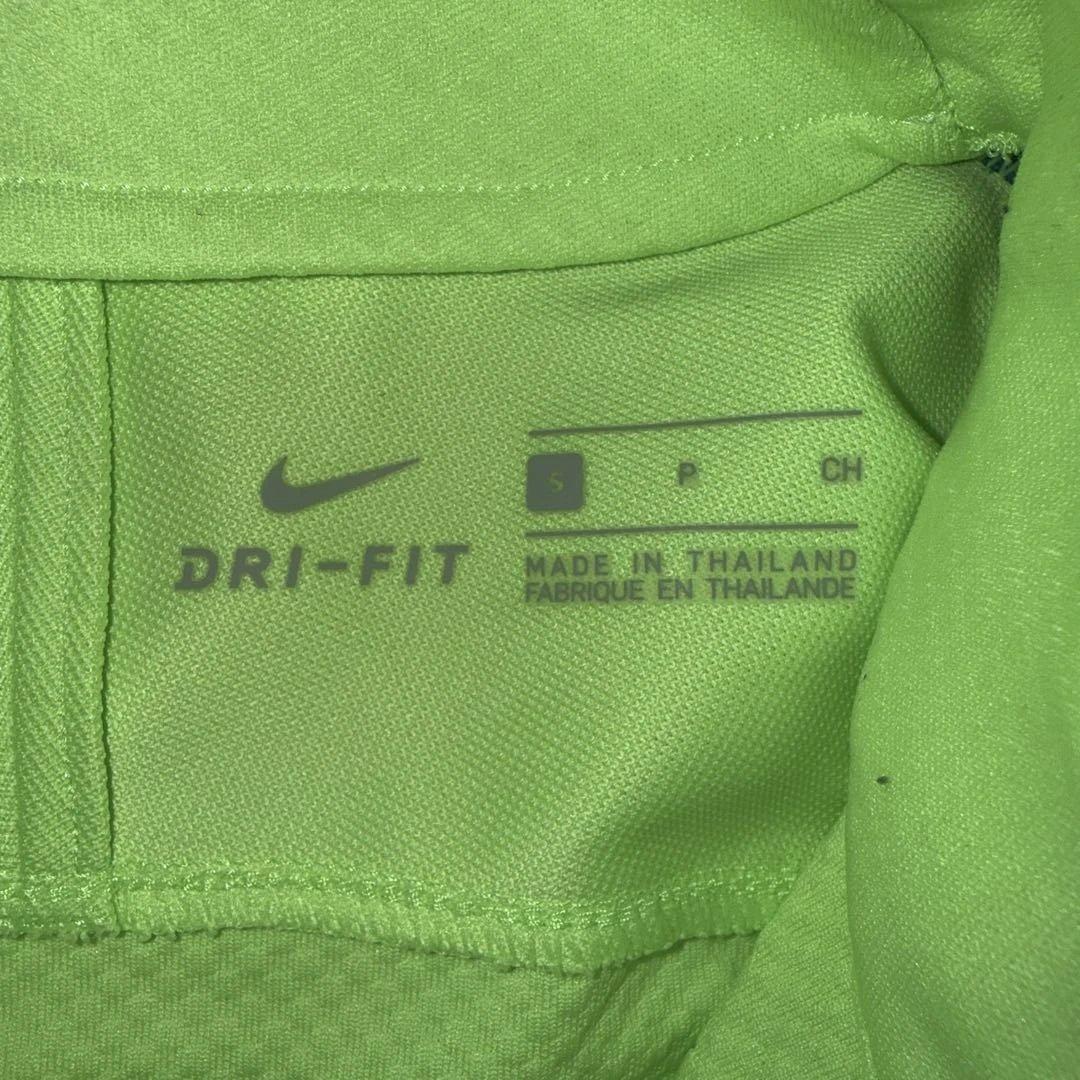 DRI-FIT
S P CH
MADE IN THAILAND
FABRIQUE EN THAILANDE